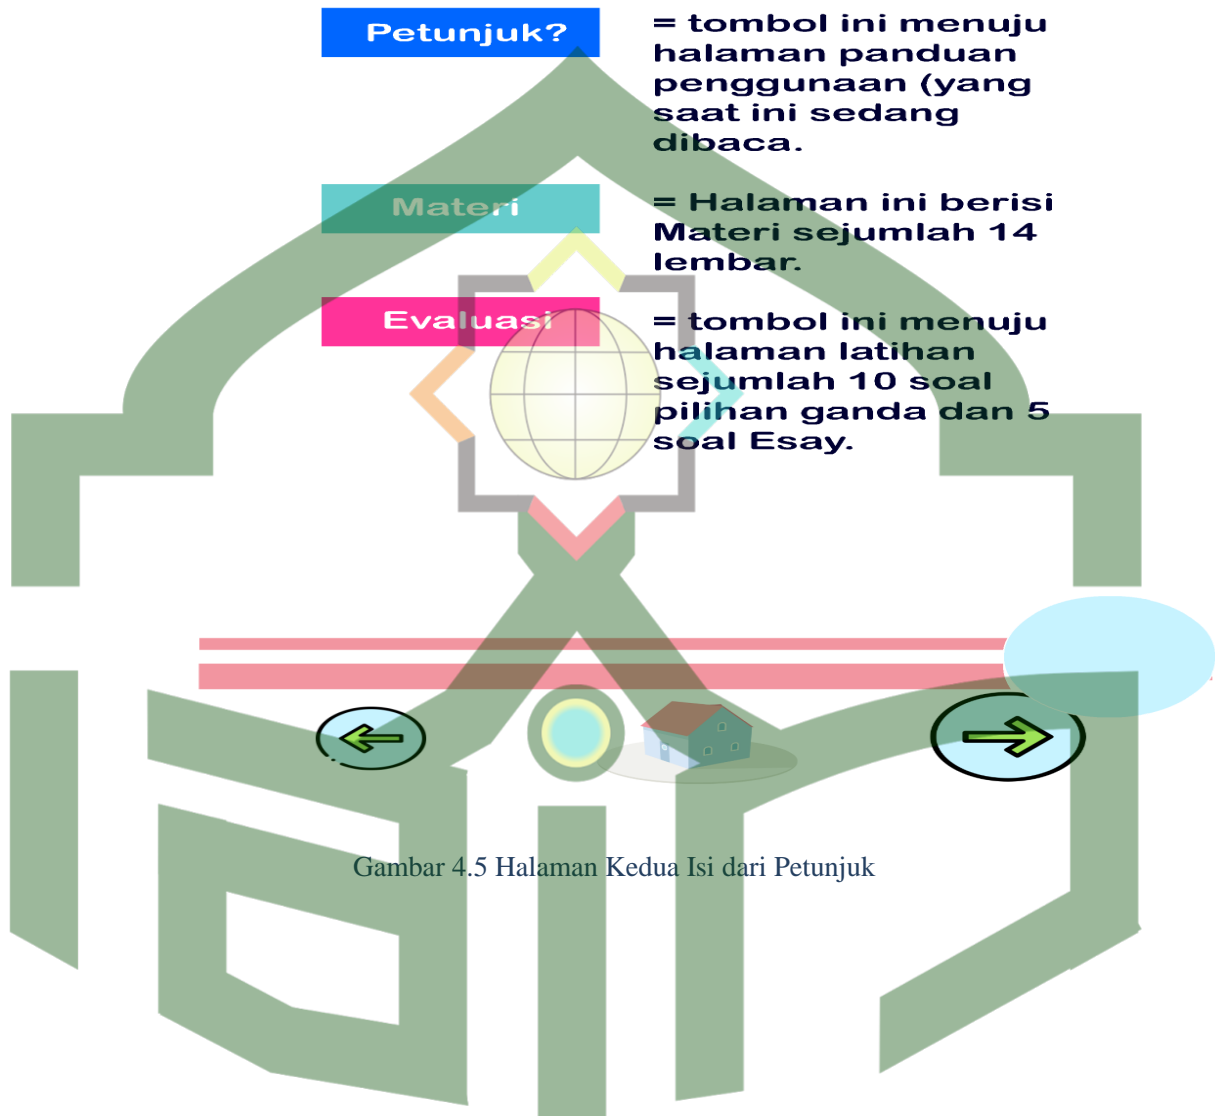 Petunjuk?
= tombol ini menuju
halaman panduan
penggunaan (yang
saat ini sedang
dibaca.
Materi
= Halaman ini berisi
Materi sejumlah 14
lembar.
Evaluasi
= tombol ini menuju
halaman latihan
sejumlah 10 soal
pilihan ganda dan 5
soal Esay.
Gambar 4.5 Halaman Kedua Isi dari Petunjuk